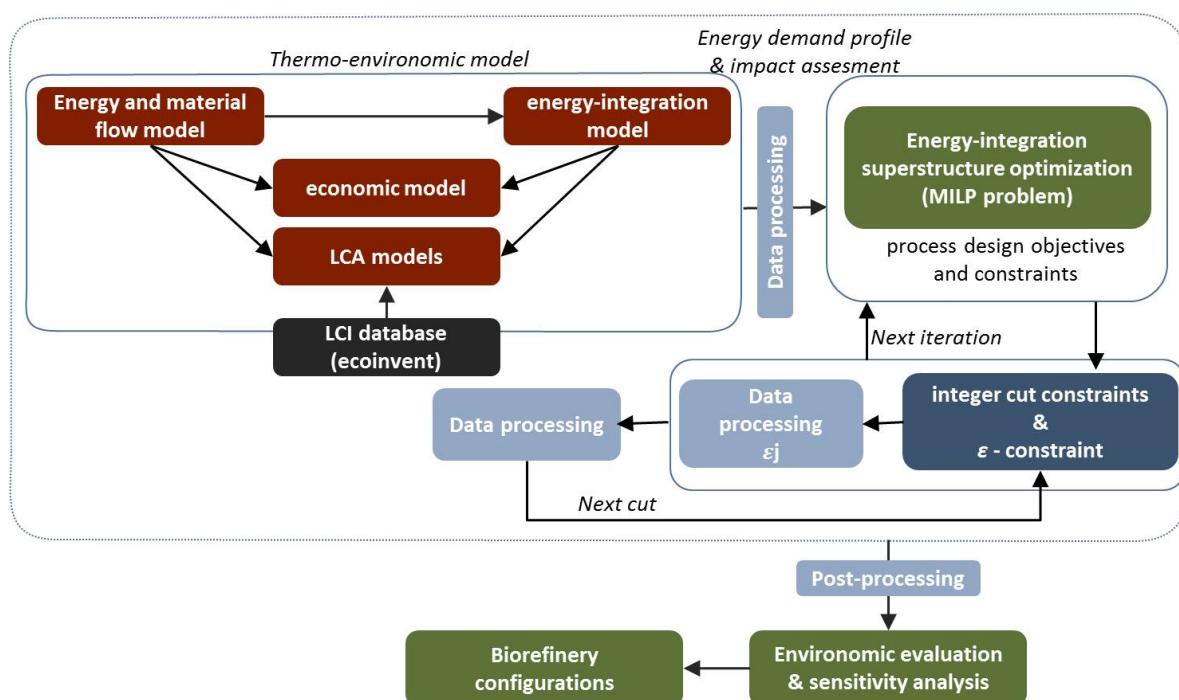 Thermo-environomic model
Energy demand profile
& impact assesment
Energy and material
flow model
energy-integration
model
economic model
LCA models
LCI database
(ecoinvent)
Data processing
Energy-integration
superstructure optimization
(MILP problem)
process design objectives
and constraints
Next iteration
Data processing
Data
processing
εj
integer cut constraints
&
ε - constraint
Next cut
Post-processing
Biorefinery
configurations
Environomic evaluation
& sensitivity analysis